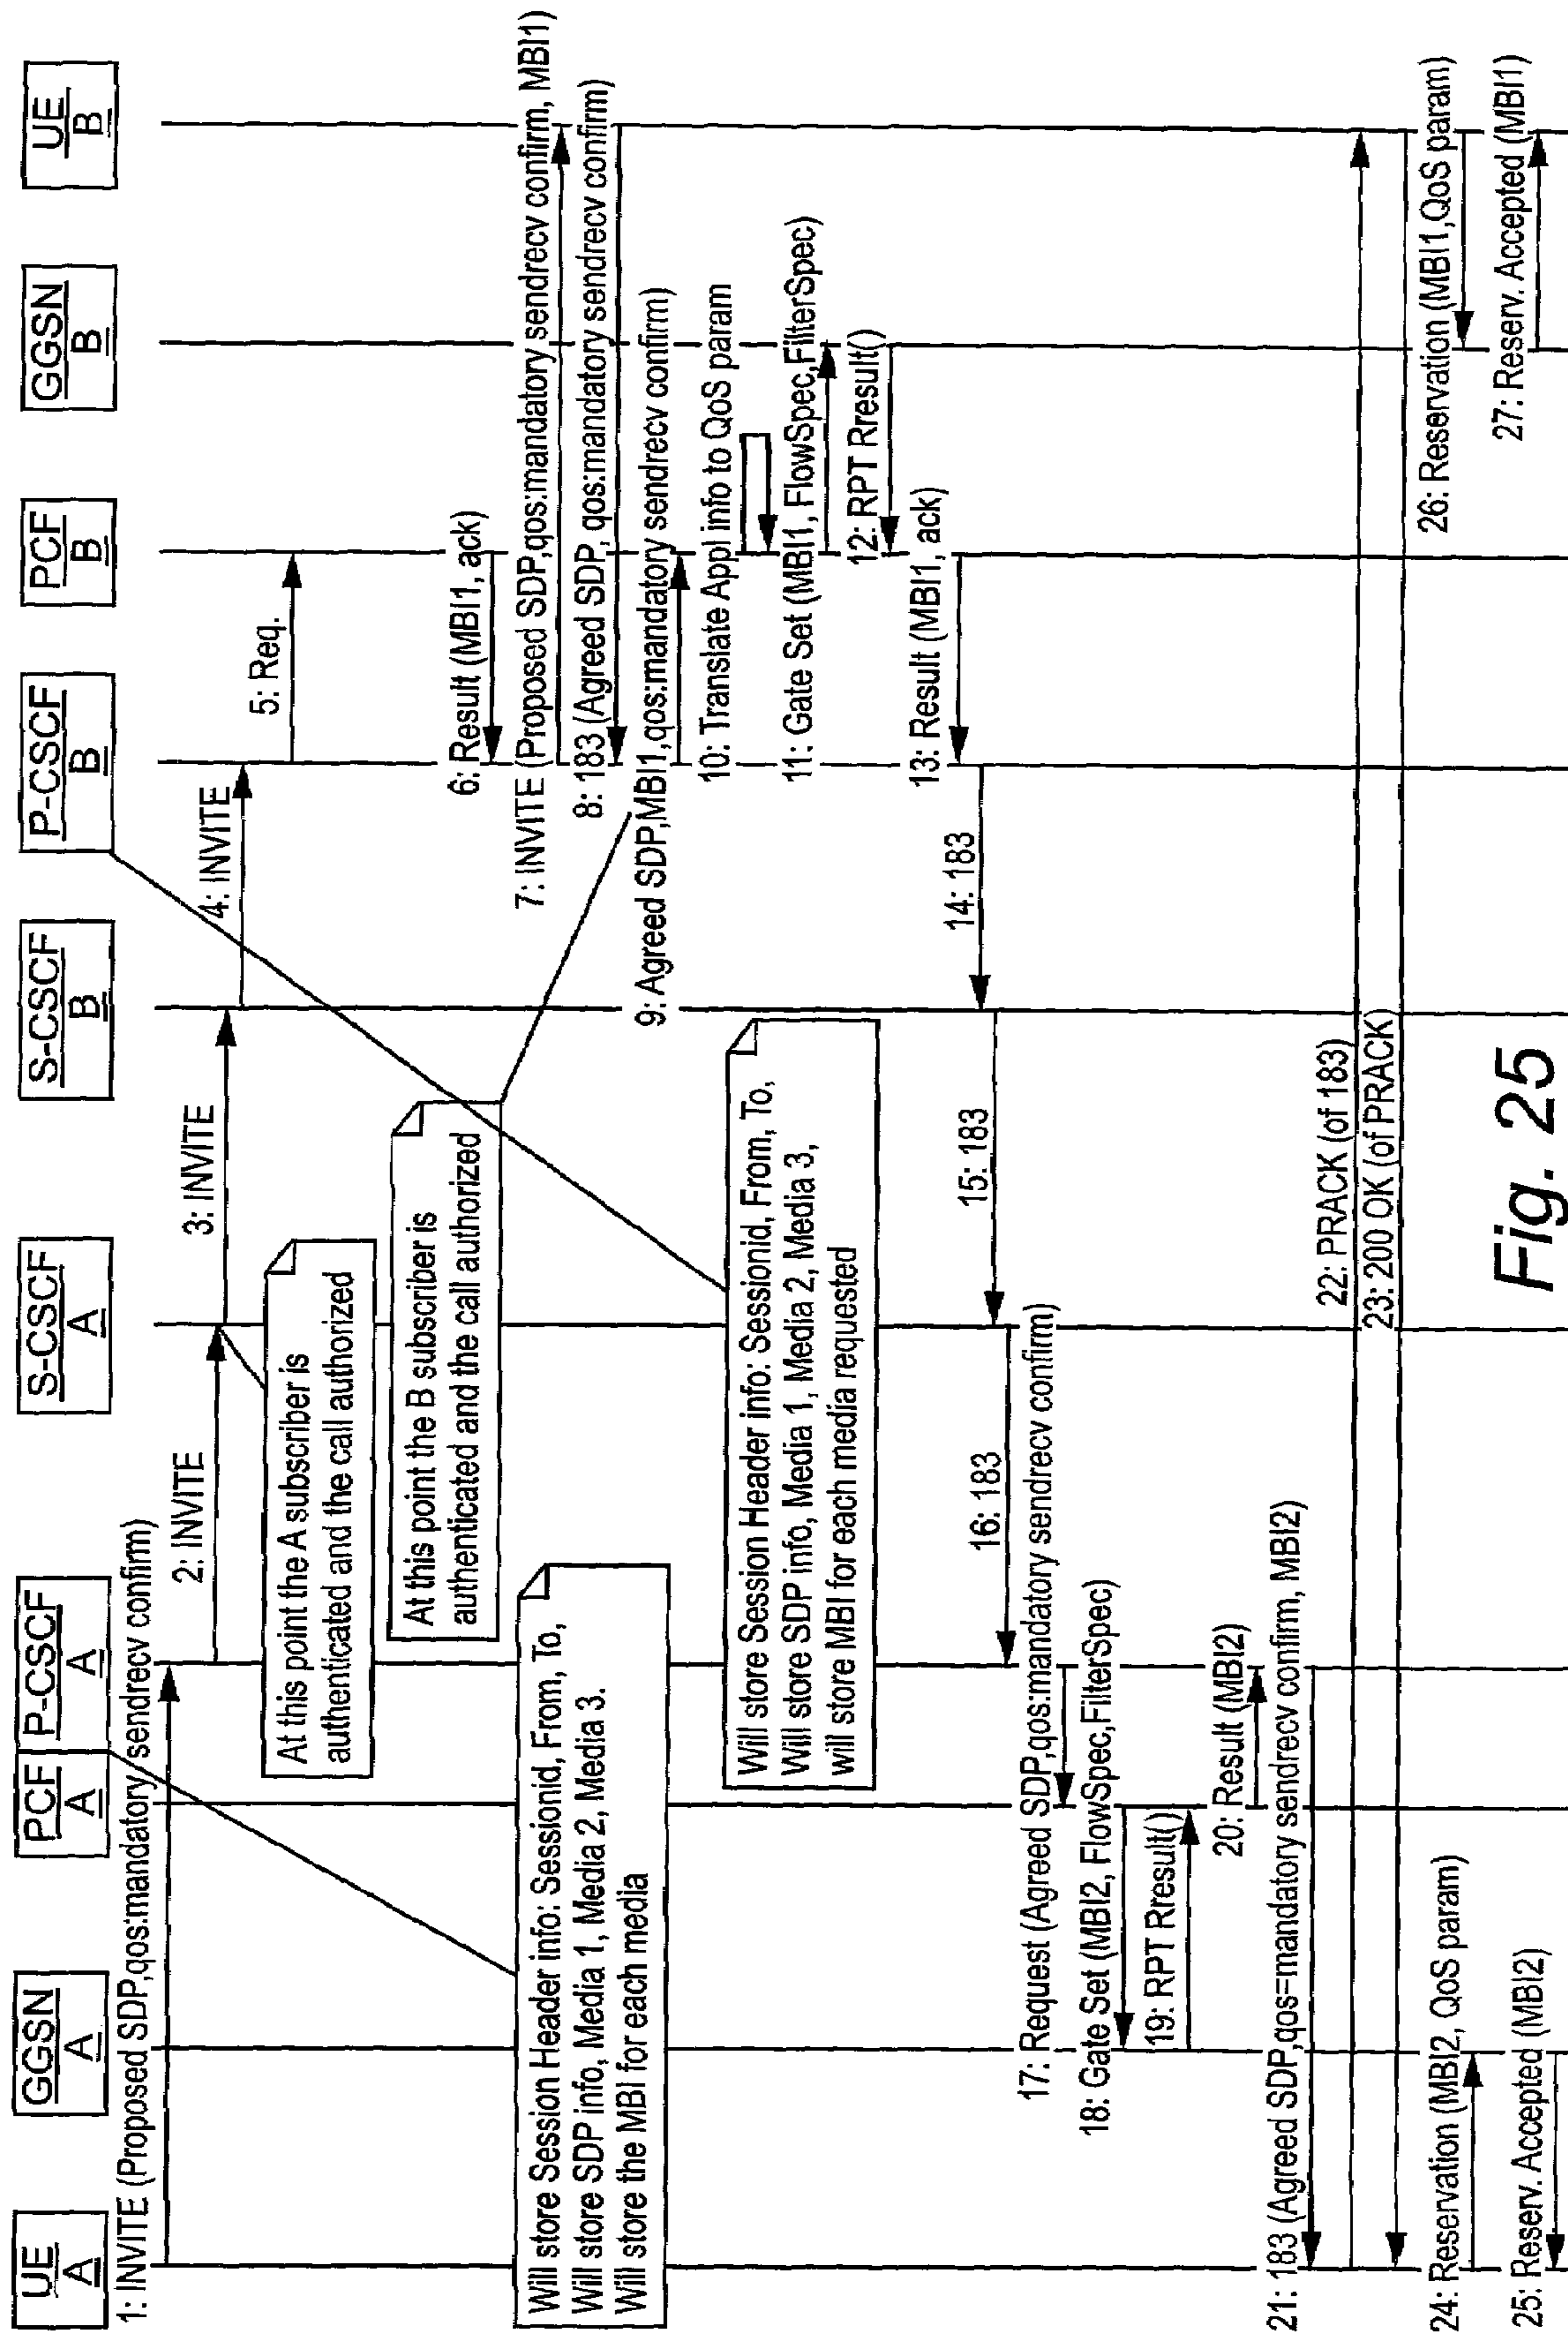 UE
A
GGSN
A
PCF
A
P-CSCF
A
S-CSCF
A
S-CSCF
B
P-CSCF
B
PCF
B
GGSN
B
UE
B
1: INVITE (Proposed SDP,qos:mandatory sendrecv confirm)
2: INVITE
3: INVITE
4: INVITE
5: Req.
At this point the A subscriber is
authenticated and the call authorized
At this point the B subscriber is
authenticated and the call authorized
6: Result (MBI1, ack)
7: INVITE (Proposed SDP,qos:mandatory sendrecv confirm, MBI1)
Will store Session Header info: Sessionid, From, To,
Will store SDP info, Media 1, Media 2, Media 3.
Will store the MBI for each media
8: 183 (Agreed SDP, qos:mandatory sendrecv confirm)
9: Agreed SDP,MBI1,qos:mandatory sendrecv confirm)
10: Translate Appl info to QoS param
Will store Session Header info: Sessionid, From, To,
Will store SDP info, Media 1, Media 2, Media 3,
will store MBI for each media requested
11: Gate Set (MBI1, FlowSpec,FilterSpec)
12: RPT Rresult()
13: Result (MBI1, ack)
14: 183
15: 183
16: 183
17: Request (Agreed SDP,qos:mandatory sendrecv confirm)
18: Gate Set (MBI2, FlowSpec,FilterSpec)
19: RPT Rresult()
20: Result (MBI2)
21: 183 (Agreed SDP,qos=mandatory sendrecv confirm, MBI2)
22: PRACK (of 183)
23: 200 OK (of PRACK)
24: Reservation (MBI2, QoS param)
25: Reserv. Accepted (MBI2)
26: Reservation (MBI1,QoS param)
27: Reserv. Accepted (MBI1)
Fig. 25